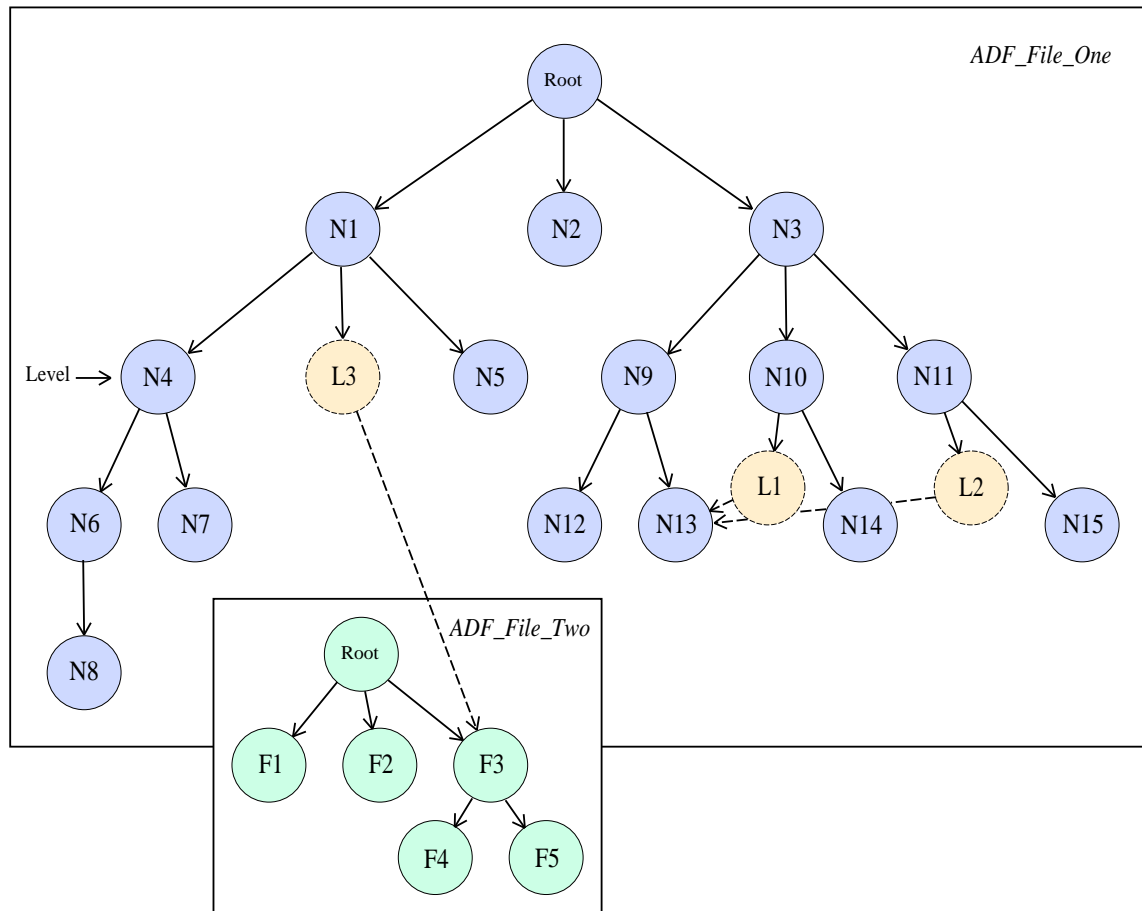 ADF_File_One
Root
N1
N2
N3
Level
N4
L3
N5
N9
N10
N11
L1
L2
N6
N7
N12
N13
N14
N15
ADF_File_Two
Root
N8
F1
F2
F3
F4
F5